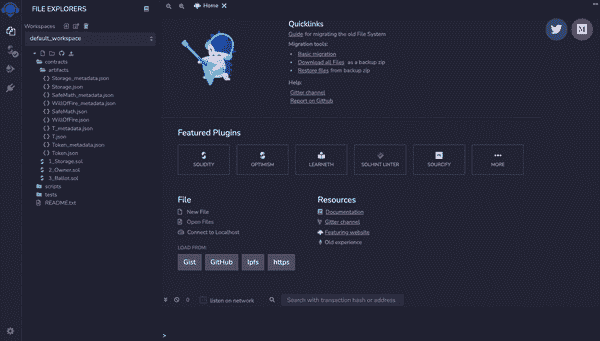 FILE EXPLORERS
Workspaces
default_workspace
contracts
artifacts
Storage_metadata.json
Storage.json
SafeMath_metadata.json
WillOfFire_metadata.json
SafeMath.json
WillOfFire.json
T_metadata.json
T.json
Token_metadata.json
Token.json
1_Storage.sol
2_Owner.sol
3_Ballot.sol
scripts
tests
README.txt
Home
Quicklinks
Guide for migrating the old File System
Migration tools:
Basic migration
Download all Files as a backup zip
Restore files from backup zip
Help:
Gitter channel
Report on Github
Featured Plugins
SOLIDITY
OPTIMISM
LEARNETH
SOLHINT LINTER
SOURCIFY
MORE
File
New File
Open Files
Connect to Localhost
LOAD FROM:
Gist
GitHub
Ipfs
https
Resources
Documentation
Gitter channel
Featuring website
Old experience
0
listen on network
Search with transaction hash or address
>